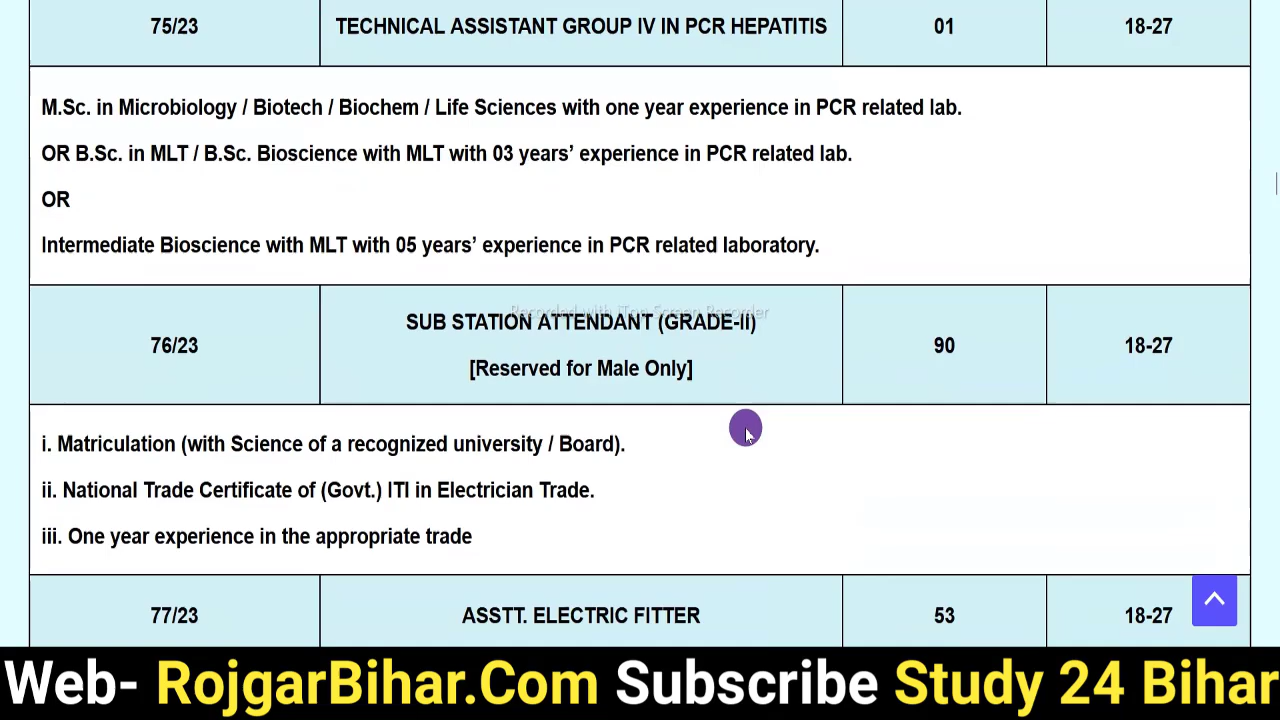 75/23 TECHNICAL ASSISTANT GROUP IV IN PCR HEPATITIS 01 18-27
M.Sc. in Microbiology / Biotech / Biochem / Life Sciences with one year experience in PCR related lab.
OR B.Sc. in MLT / B.Sc. Bioscience with MLT with 03 years’ experience in PCR related lab.
OR
Intermediate Bioscience with MLT with 05 years’ experience in PCR related laboratory.
Recorded with iTop Screen Recorder
76/23 SUB STATION ATTENDANT (GRADE-Ii) 90 18-27
[Reserved for Male Only]
i. Matriculation (with Science of a recognized university / Board).
ii. National Trade Certificate of (Govt.) ITI in Electrician Trade.
iii. One year experience in the appropriate trade
77/23 ASSTT. ELECTRIC FITTER 53 18-27
Web- RojgarBihar.Com Subscribe Study 24 Bihar